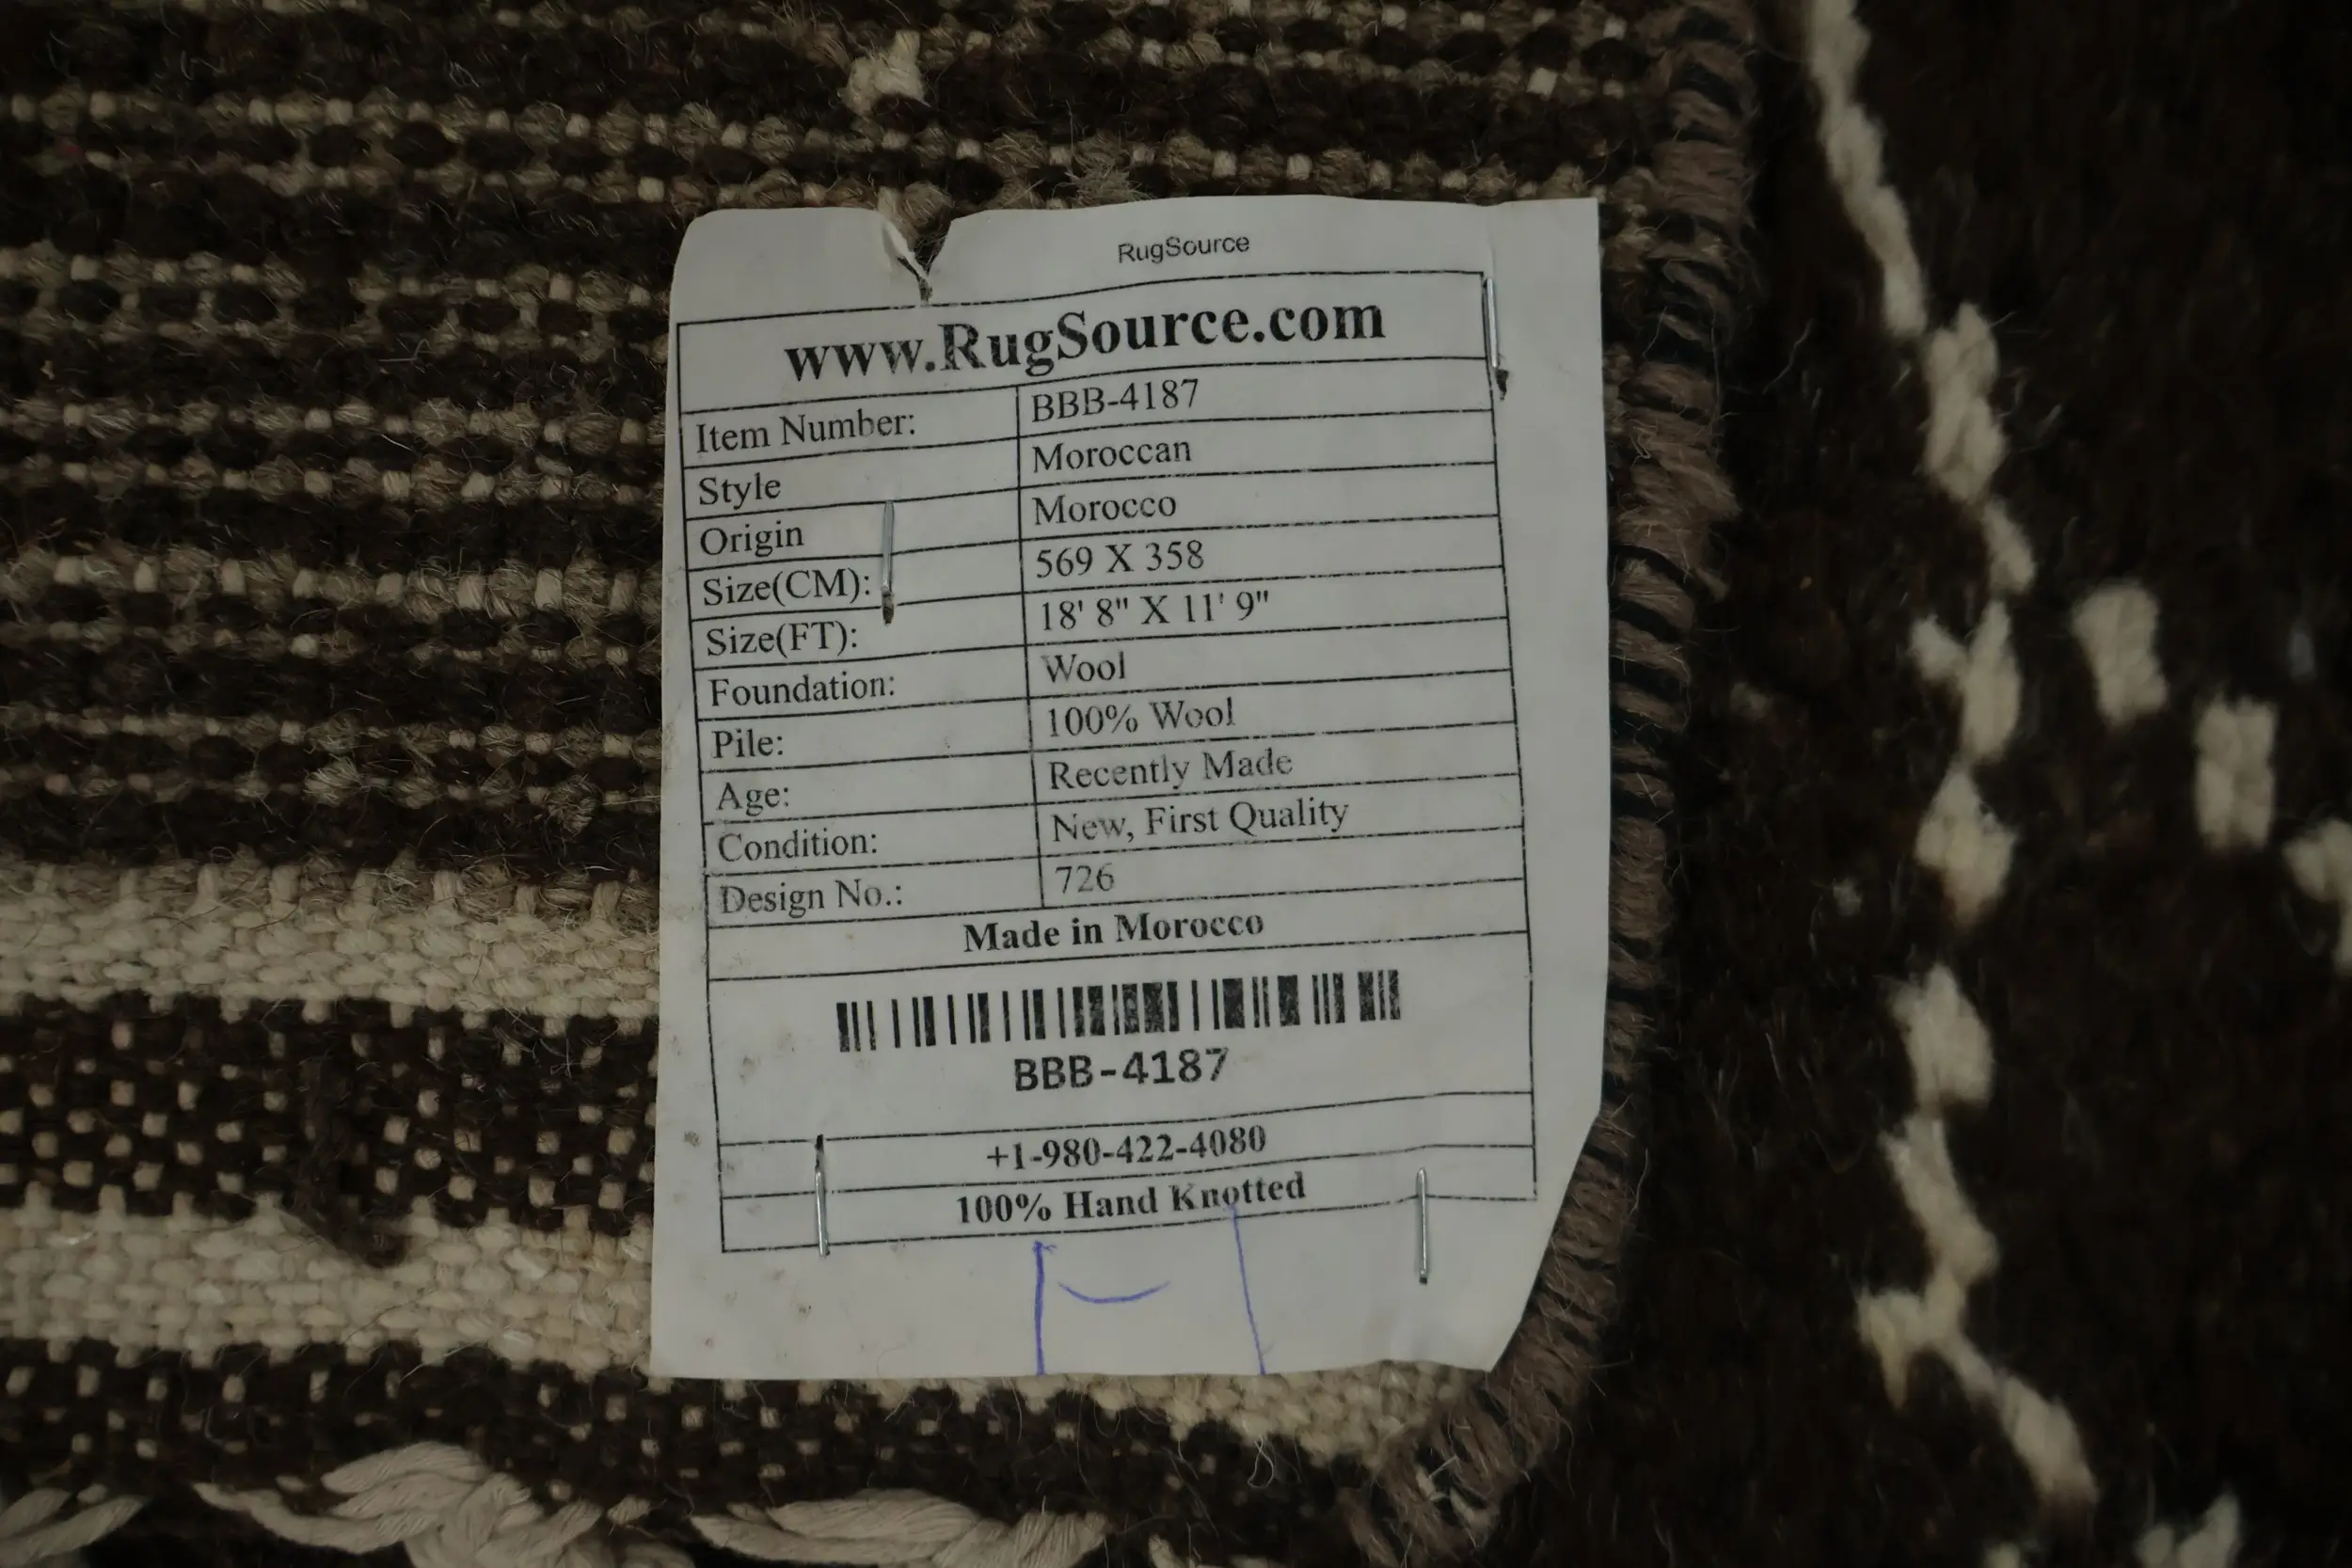 RugSource
www.RugSource.com
Item Number: BBB-4187
Style Moroccan
Origin Morocco
Size(CM): 569 X 358
Size(FT): 18' 8" X 11' 9"
Foundation: Wool
Pile: 100% Wool
Age: Recently Made
Condition: New, First Quality
Design No.: 726
Made in Morocco
BBB-4187
+1-980-422-4080
100% Hand Knotted